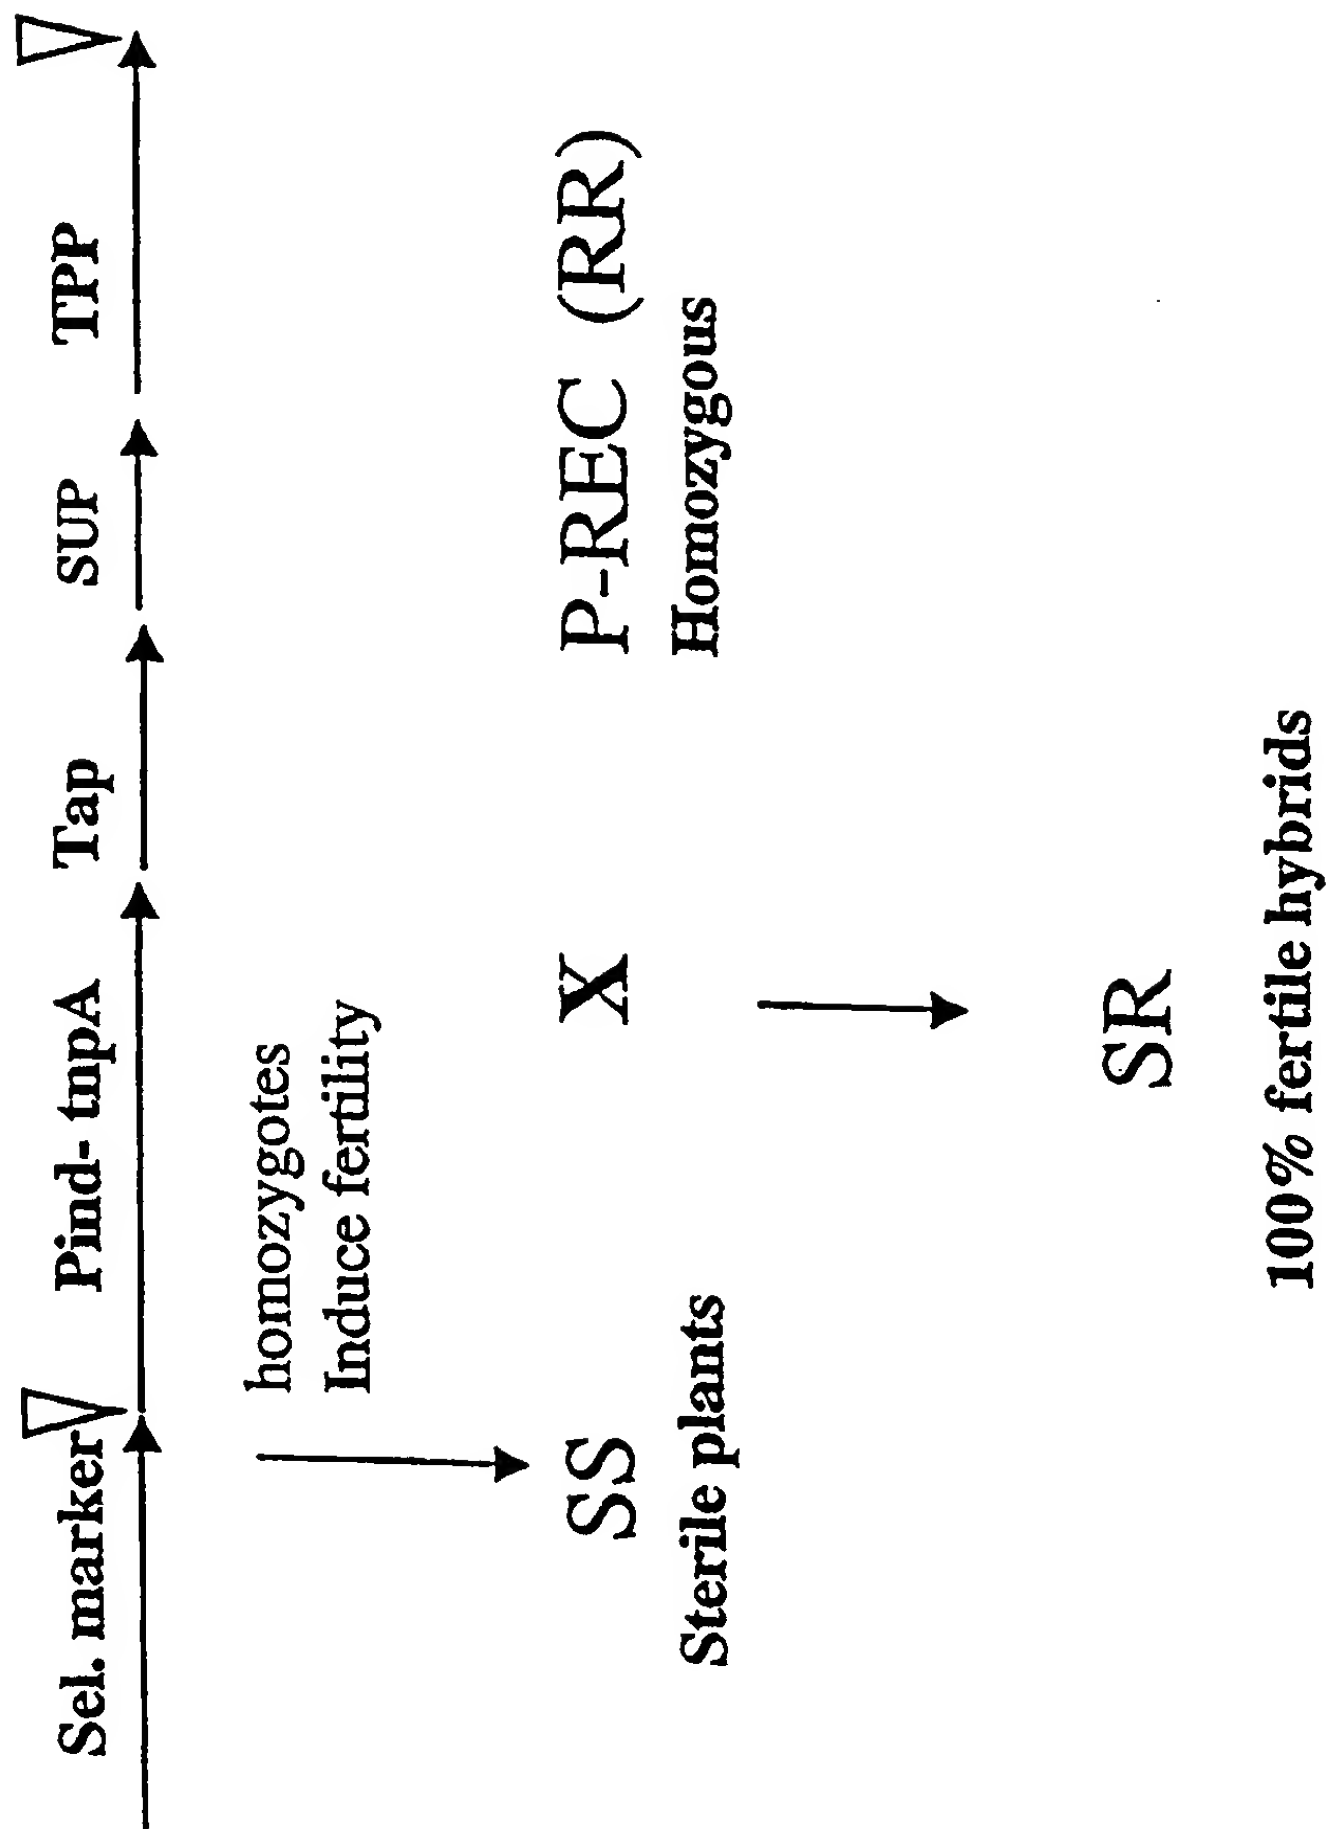 Sel. marker Pind- tnpA Tap SUP TPP
homozygotes
Induce fertility
SS X P-REC (RR)
Sterile plants Homozygous
SR
100% fertile hybrids